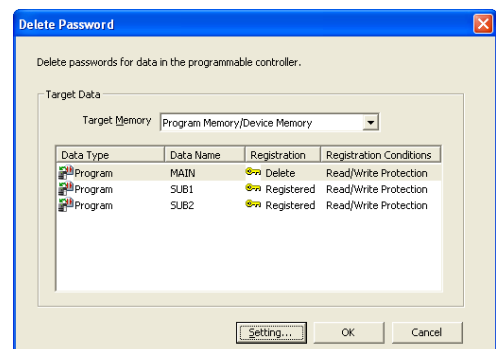 Delete Password
Delete passwords for data in the programmable controller.
Target Data
Target Memory Program Memory/Device Memory
Data Type Data Name Registration Registration Conditions
Program MAIN Delete Read/Write Protection
Program SUB1 Registered Read/Write Protection
Program SUB2 Registered Read/Write Protection
Setting... OK Cancel